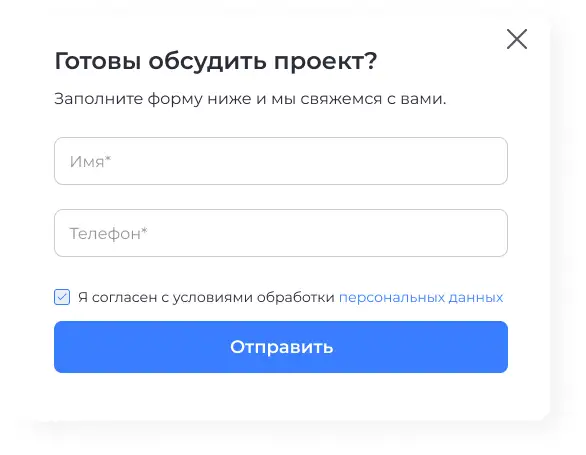 Готовы обсудить проект?
Заполните форму ниже и мы свяжемся с вами.
Имя*
Телефон*
Я согласен с условиями обработки персональных данных
Отправить